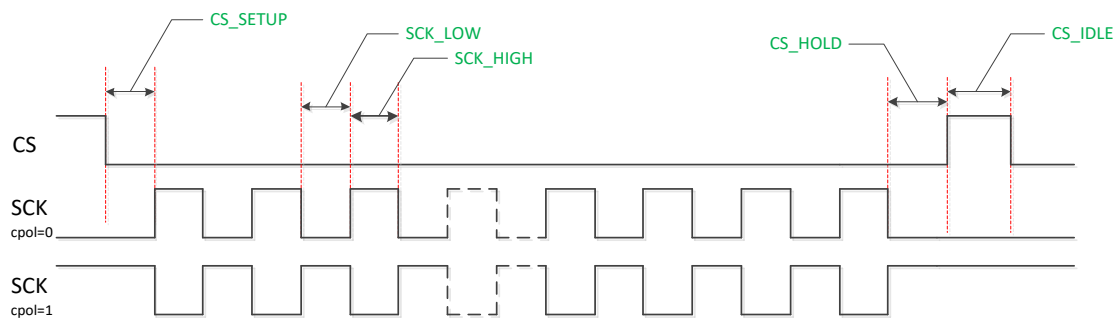 CS_SETUP
SCK_LOW
SCK_HIGH
CS_HOLD
CS_IDLE
CS
SCK
cpol=0
SCK
cpol=1